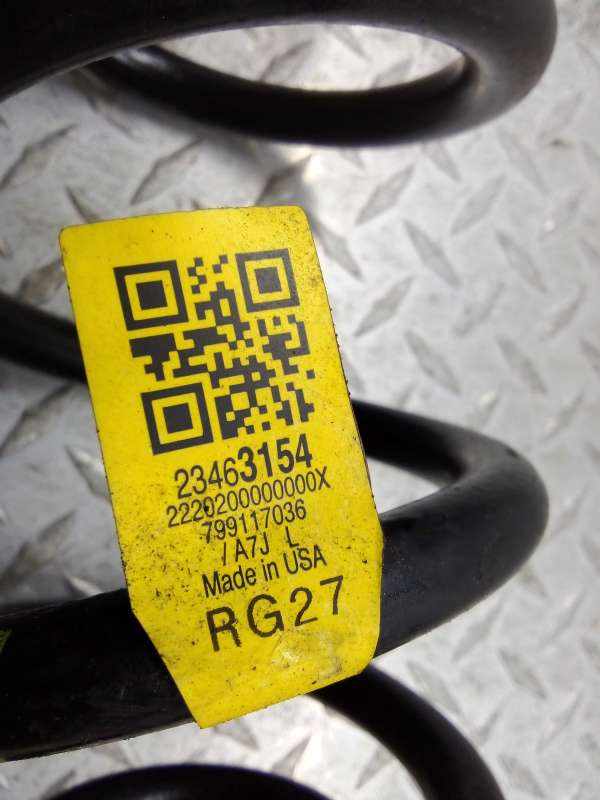 23463154
2220200000000X
799117036
/ A7J L
Made in USA
RG27